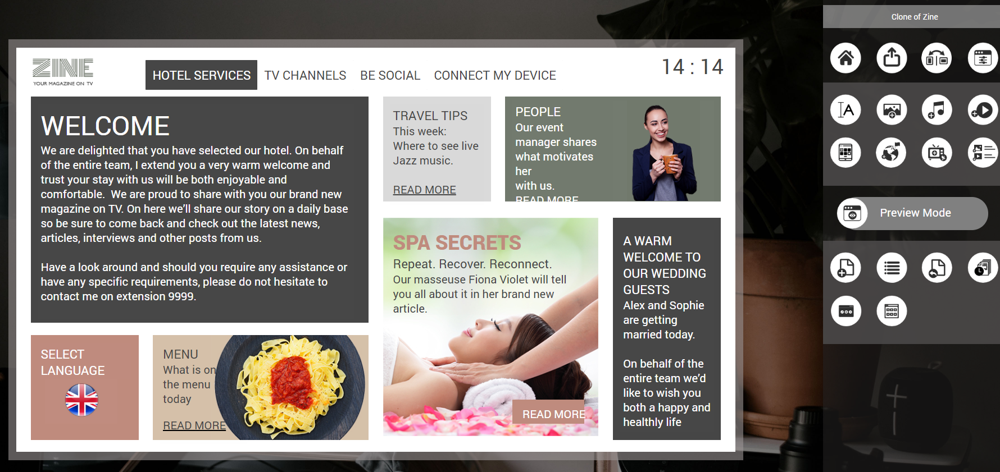 Clone of Zine
ZINE
YOUR MAGAZINE ON TV
HOTEL SERVICES
TV CHANNELS
BE SOCIAL
CONNECT MY DEVICE
14 : 14
WELCOME
We are delighted that you have selected our hotel. On behalf
of the entire team, I extend you a very warm welcome and
trust your stay with us will be both enjoyable and
comfortable.  We are proud to share with you our brand new
magazine on TV. On here we’ll share our story on a daily base
so be sure to come back and check out the latest news,
articles, interviews and other posts from us.
Have a look around and should you require any assistance or
have any specific requirements, please do not hesitate to
contact me on extension 9999.
TRAVEL TIPS
This week:
Where to see live
Jazz music.
READ MORE
PEOPLE
Our event
manager shares
what motivates
her
with us.
READ MORE
SPA SECRETS
Repeat. Recover. Reconnect.
Our masseuse Fiona Violet will tell
you all about it in her brand new
article.
READ MORE
A WARM
WELCOME TO
OUR WEDDING
GUESTS
Alex and Sophie
are getting
married today.
On behalf of the
entire team we’d
like to wish you
both a happy and
healthly life
SELECT
LANGUAGE
MENU
What is on
the menu
today
READ MORE
A
Preview Mode